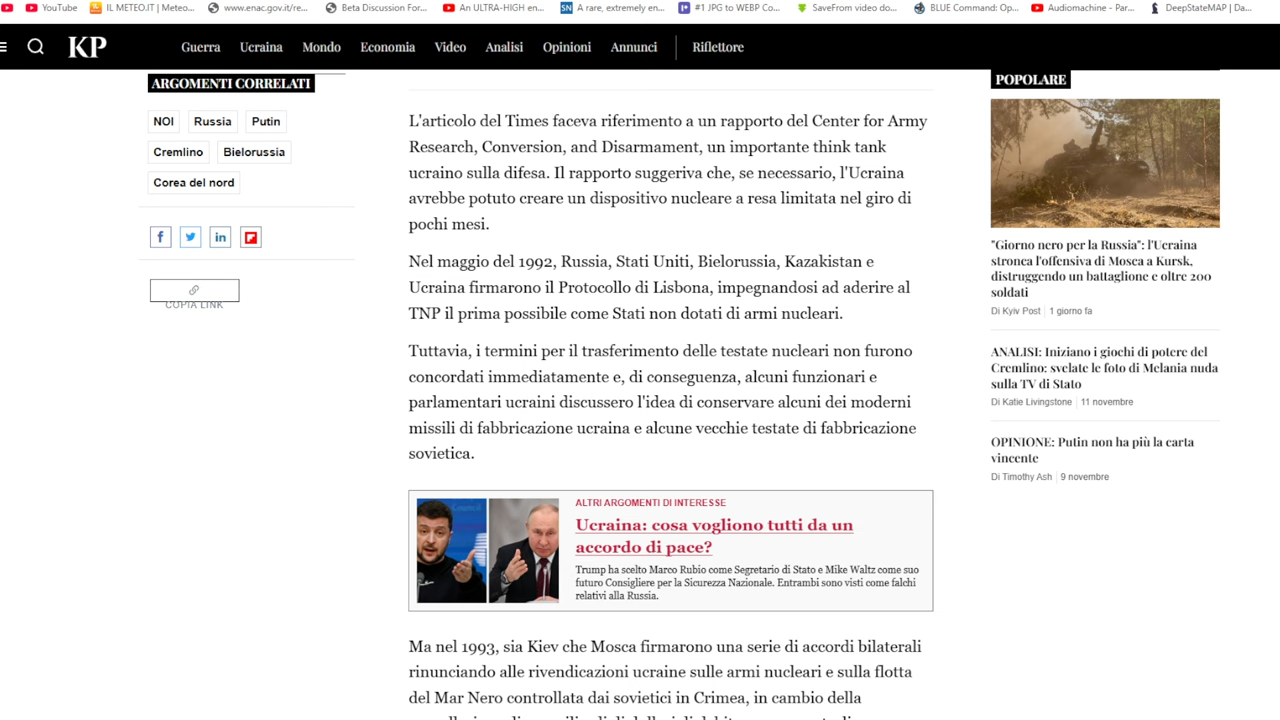 YouTube
IL METEO.IT | Meteo...
www.enac.gov.it/re...
Beta Discussion For...
An ULTRA-HIGH en...
SN A rare, extremely en...
#1 JPG to WEBP Co...
SaveFrom video do...
BLUE Command: Op...
Audiomachine - Par...
DeepStateMAP | Da...
KP
Guerra
Ucraina
Mondo
Economia
Video
Analisi
Opinioni
Annunci
Riflettore
ARGOMENTI CORRELATI
NOI
Russia
Putin
Cremlino
Bielorussia
Corea del nord
COPIA LINK
L'articolo del Times faceva riferimento a un rapporto del Center for Army
Research, Conversion, and Disarmament, un importante think tank
ucraino sulla difesa. Il rapporto suggeriva che, se necessario, l'Ucraina
avrebbe potuto creare un dispositivo nucleare a resa limitata nel giro di
pochi mesi.
Nel maggio del 1992, Russia, Stati Uniti, Bielorussia, Kazakistan e
Ucraina firmarono il Protocollo di Lisbona, impegnandosi ad aderire al
TNP il prima possibile come Stati non dotati di armi nucleari.
Tuttavia, i termini per il trasferimento delle testate nucleari non furono
concordati immediatamente e, di conseguenza, alcuni funzionari e
parlamentari ucraini discussero l'idea di conservare alcuni dei moderni
missili di fabbricazione ucraina e alcune vecchie testate di fabbricazione
sovietica.
ALTRI ARGOMENTI DI INTERESSE
Ucraina: cosa vogliono tutti da un
accordo di pace?
Trump ha scelto Marco Rubio come Segretario di Stato e Mike Waltz come suo
futuro Consigliere per la Sicurezza Nazionale. Entrambi sono visti come falchi
relativi alla Russia.
Ma nel 1993, sia Kiev che Mosca firmarono una serie di accordi bilaterali
rinunciando alle rivendicazioni ucraine sulle armi nucleari e sulla flotta
del Mar Nero controllata dai sovietici in Crimea, in cambio della
POPOLARE
"Giorno nero per la Russia": l'Ucraina
stronca l'offensiva di Mosca a Kursk,
distruggendo un battaglione e oltre 200
soldati
Di Kyiv Post | 1 giorno fa
ANALISI: Iniziano i giochi di potere del
Cremlino: svelate le foto di Melania nuda
sulla TV di Stato
Di Katie Livingstone | 11 novembre
OPINIONE: Putin non ha più la carta
vincente
Di Timothy Ash | 9 novembre